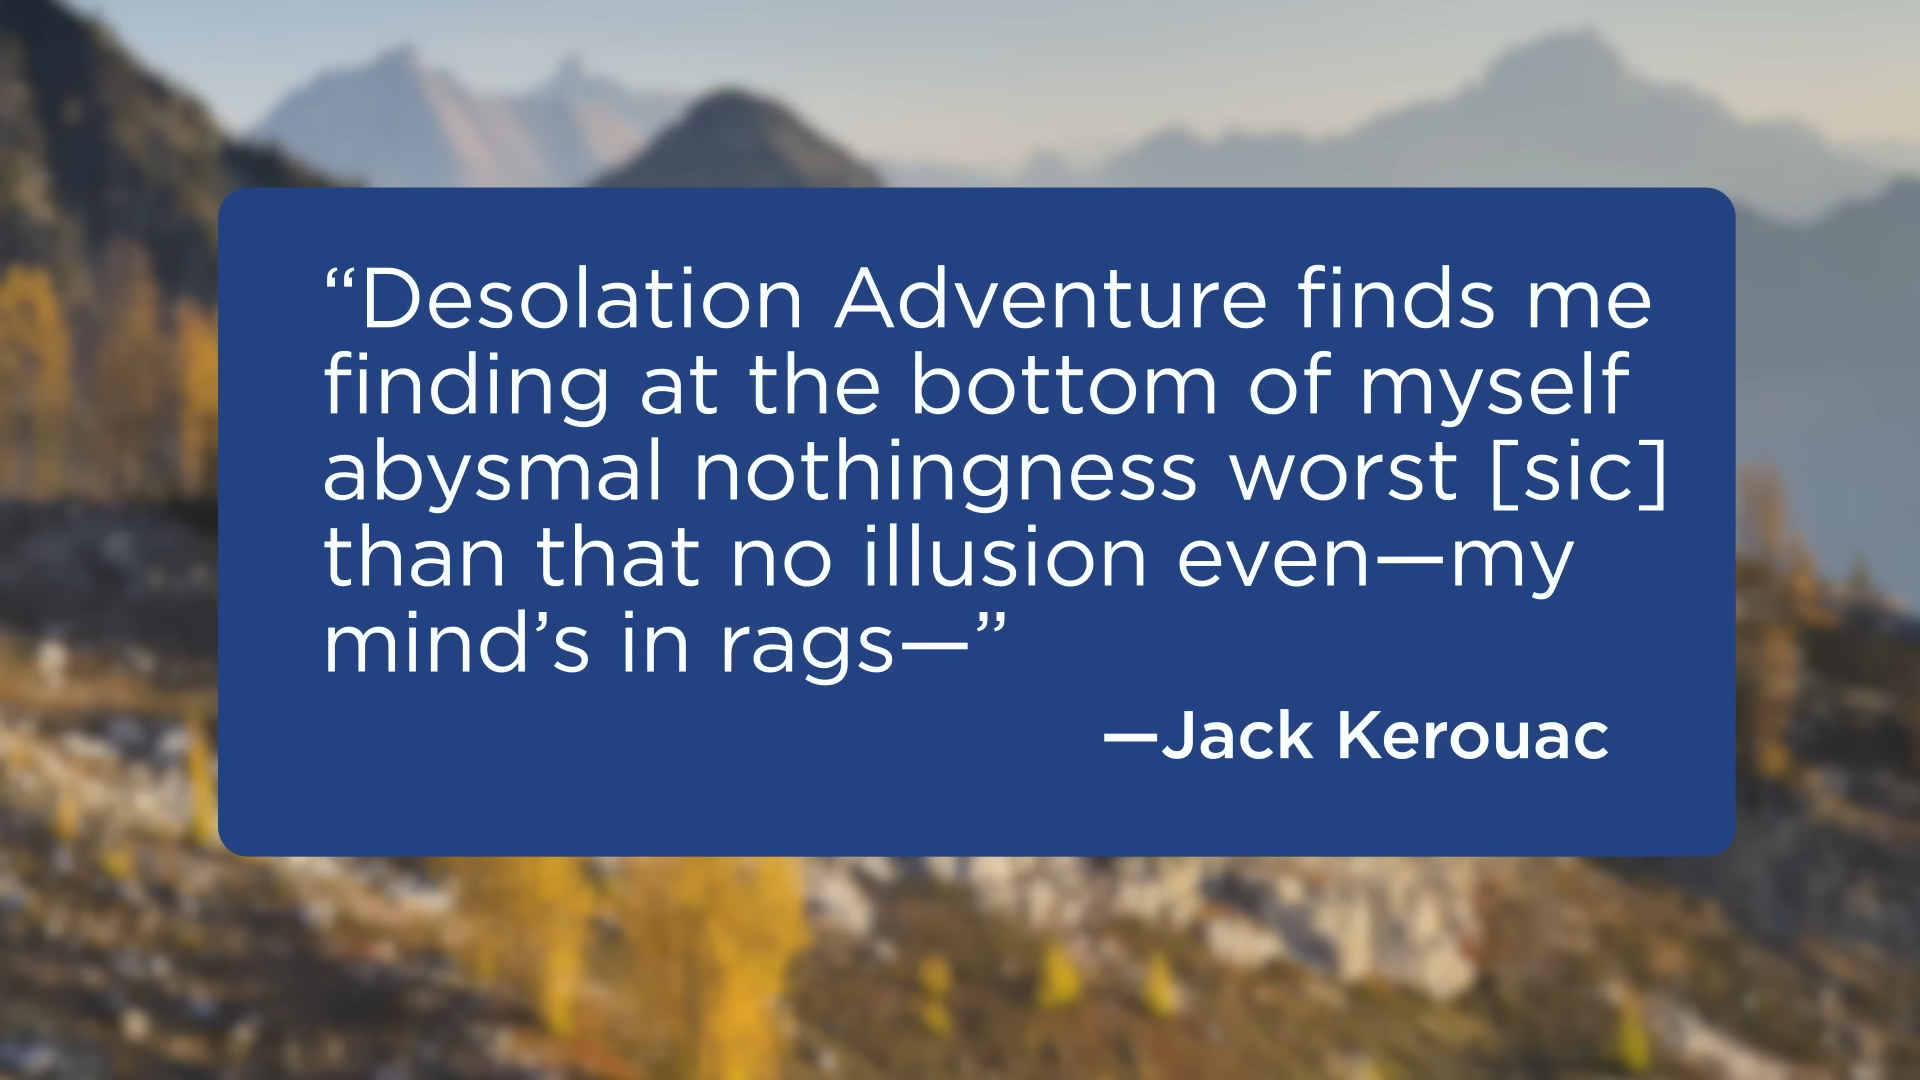 “Desolation Adventure finds me
finding at the bottom of myself
abysmal nothingness worst [sic]
than that no illusion even—my
mind’s in rags—”
—Jack Kerouac